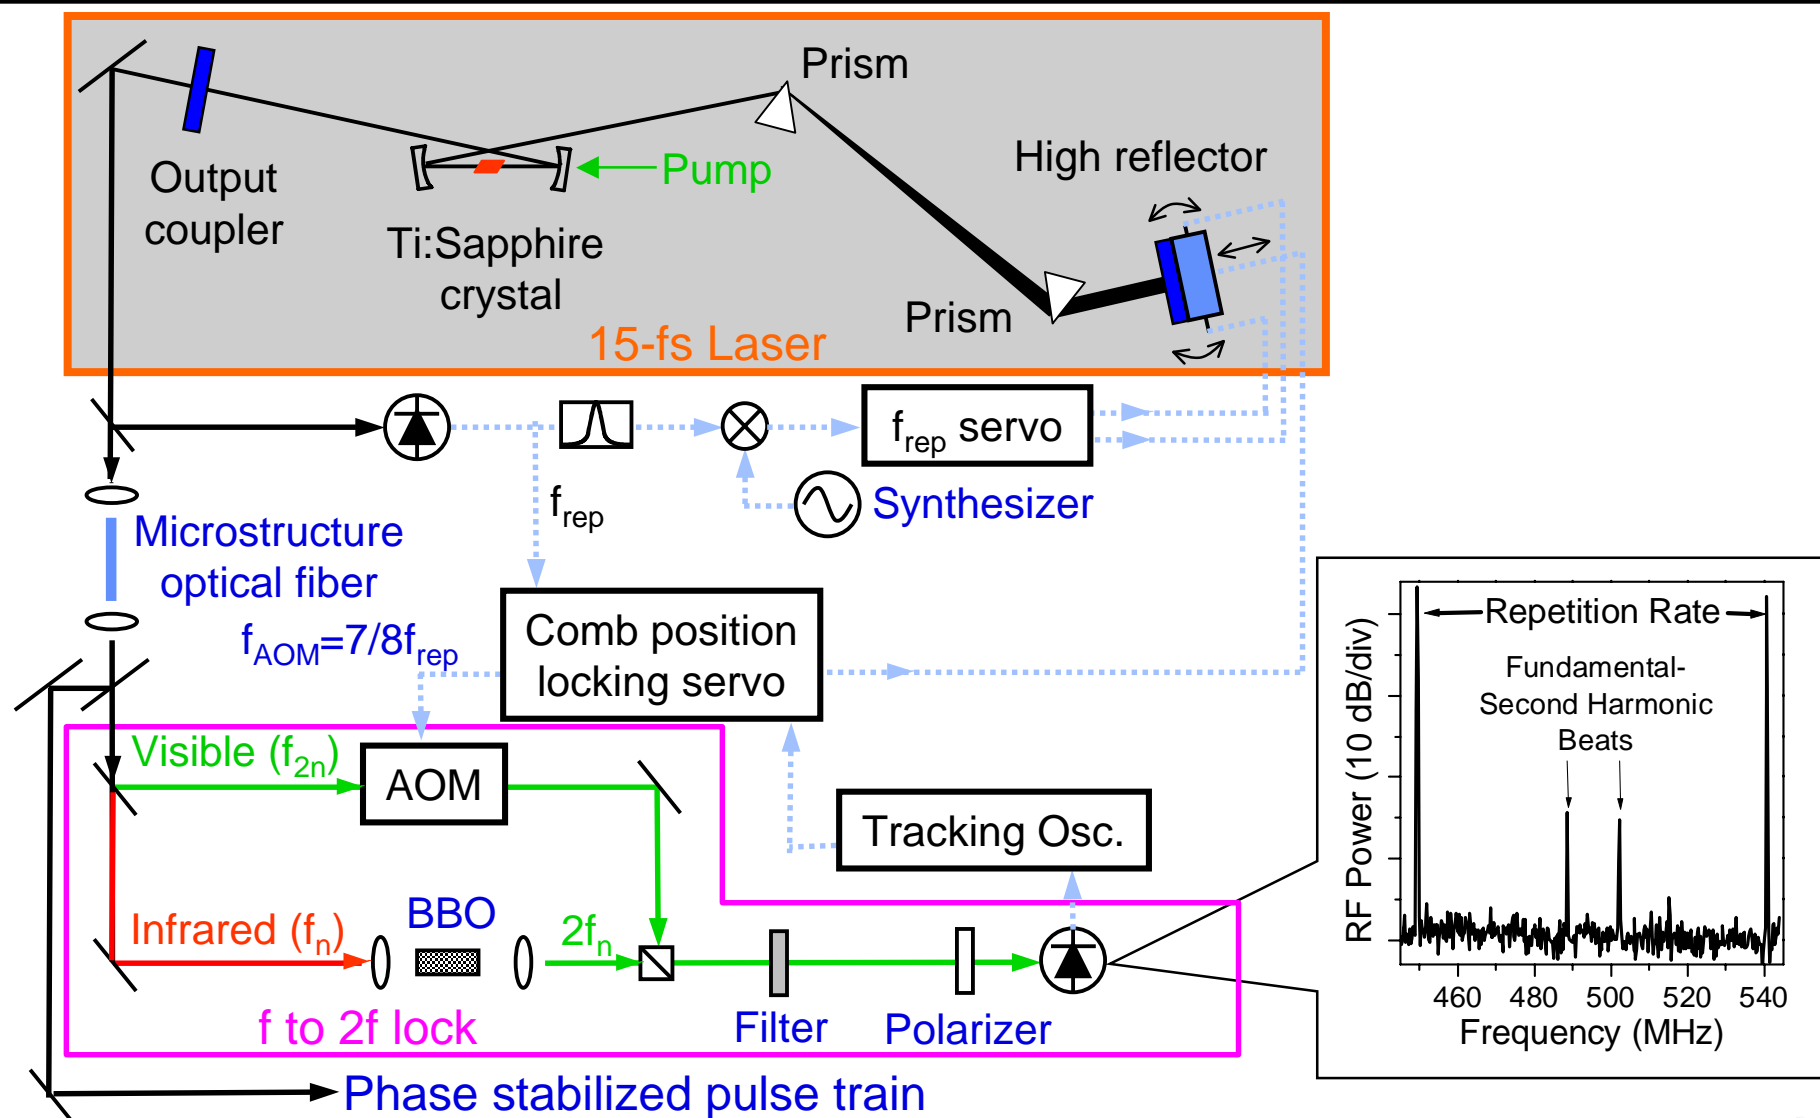 Prism
High reflector
Output
coupler
Pump
Ti:Sapphire
crystal
Prism
15-fs Laser
f_rep servo
Synthesizer
f_rep
Microstructure
optical fiber
f_AOM=7/8f_rep
Comb position
locking servo
Visible (f_2n)
AOM
Tracking Osc.
Infrared (f_n)
BBO
2f_n
f to 2f lock
Filter
Polarizer
Phase stabilized pulse train
RF Power (10 dB/div)
Repetition Rate
Fundamental-
Second Harmonic
Beats
460 480 500 520 540
Frequency (MHz)